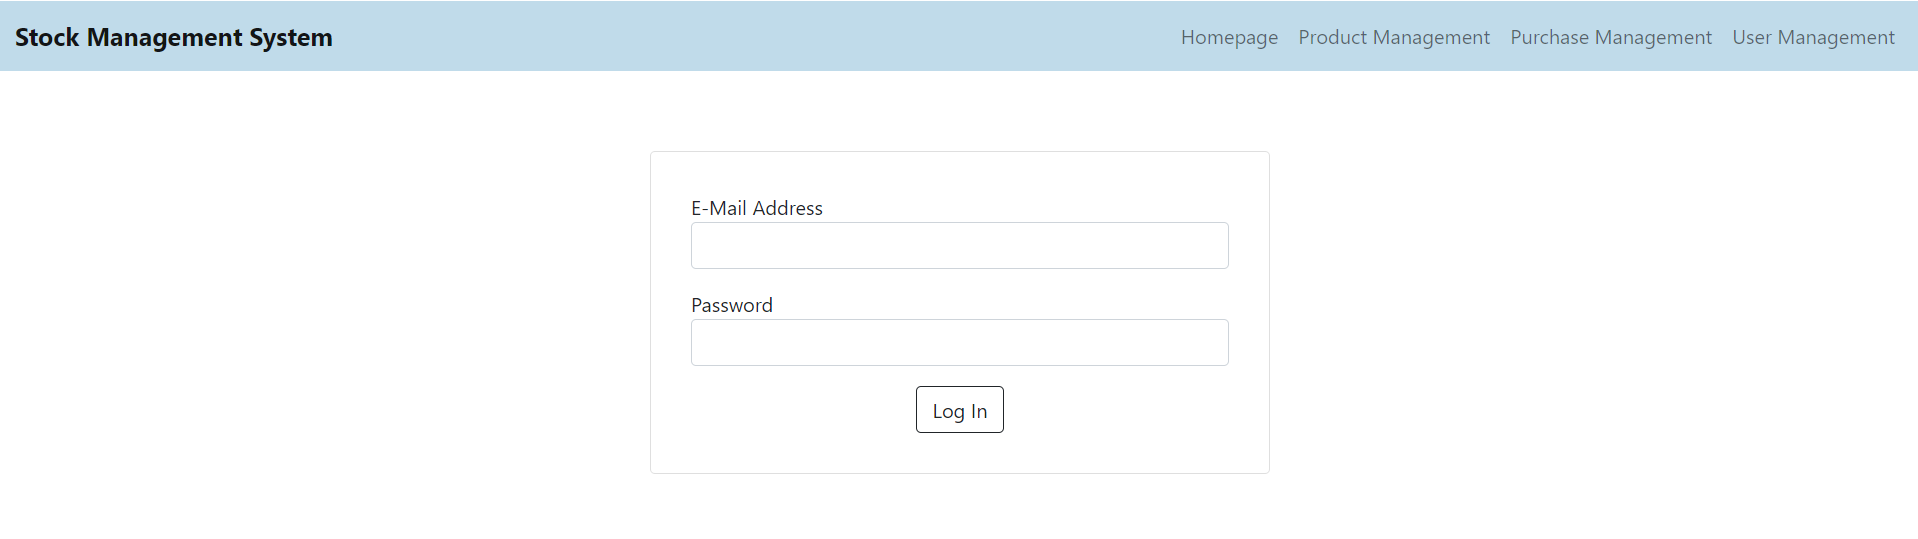 Stock Management System Homepage Product Management Purchase Management User Management
E-Mail Address
Password
Log In